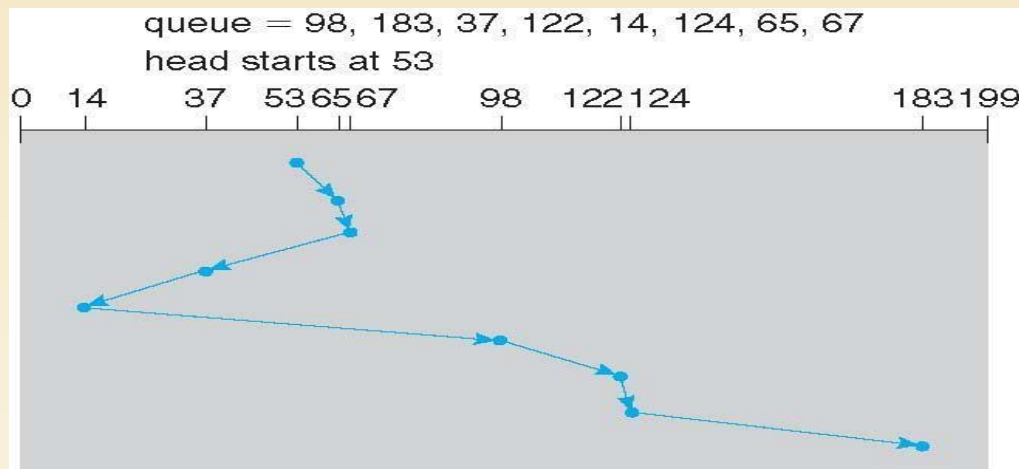 queue = 98, 183, 37, 122, 14, 124, 65, 67
head starts at 53
0 14 37 53 65 67 98 122 124 183 199